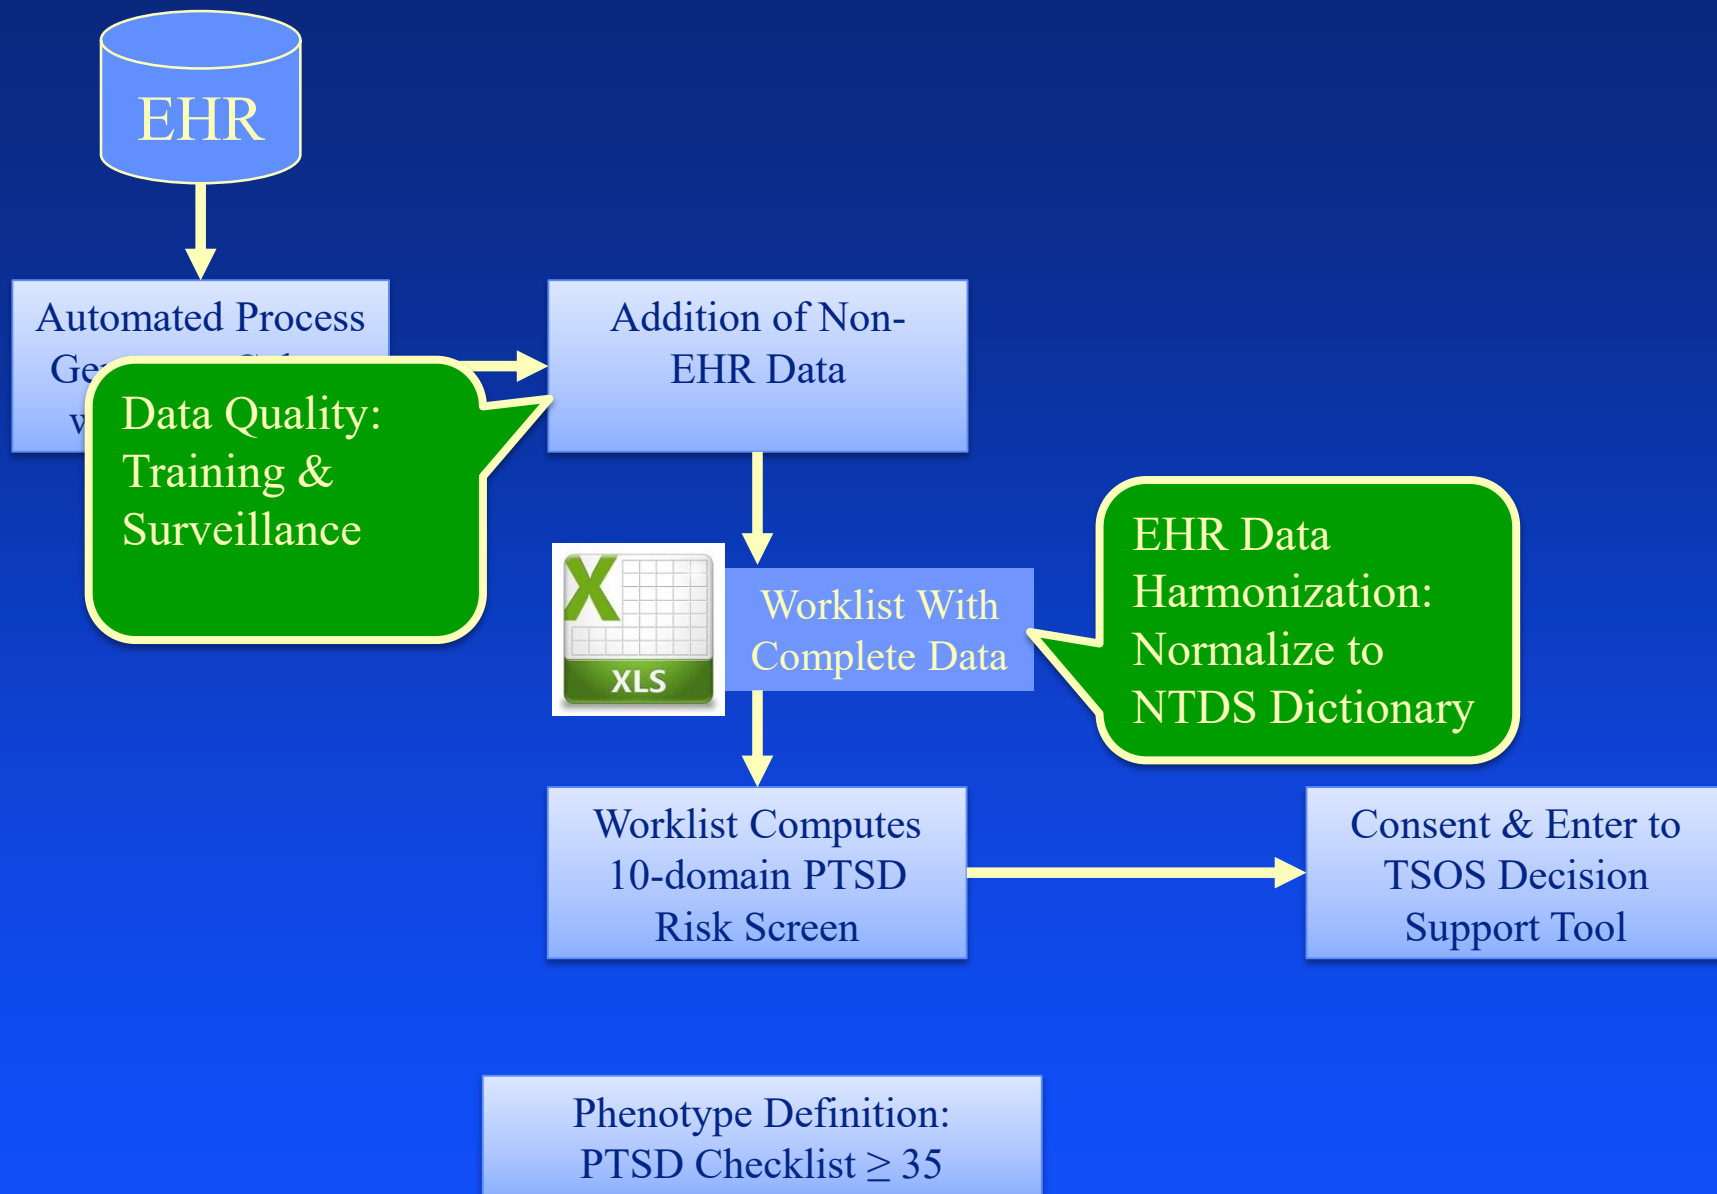 EHR
Automated Process
Addition of Non-
EHR Data
Data Quality:
Training &
Surveillance
X
XLS
Worklist With
Complete Data
EHR Data
Harmonization:
Normalize to
NTDS Dictionary
Worklist Computes
10-domain PTSD
Risk Screen
Consent & Enter to
TSOS Decision
Support Tool
Phenotype Definition:
PTSD Checklist ≥ 35